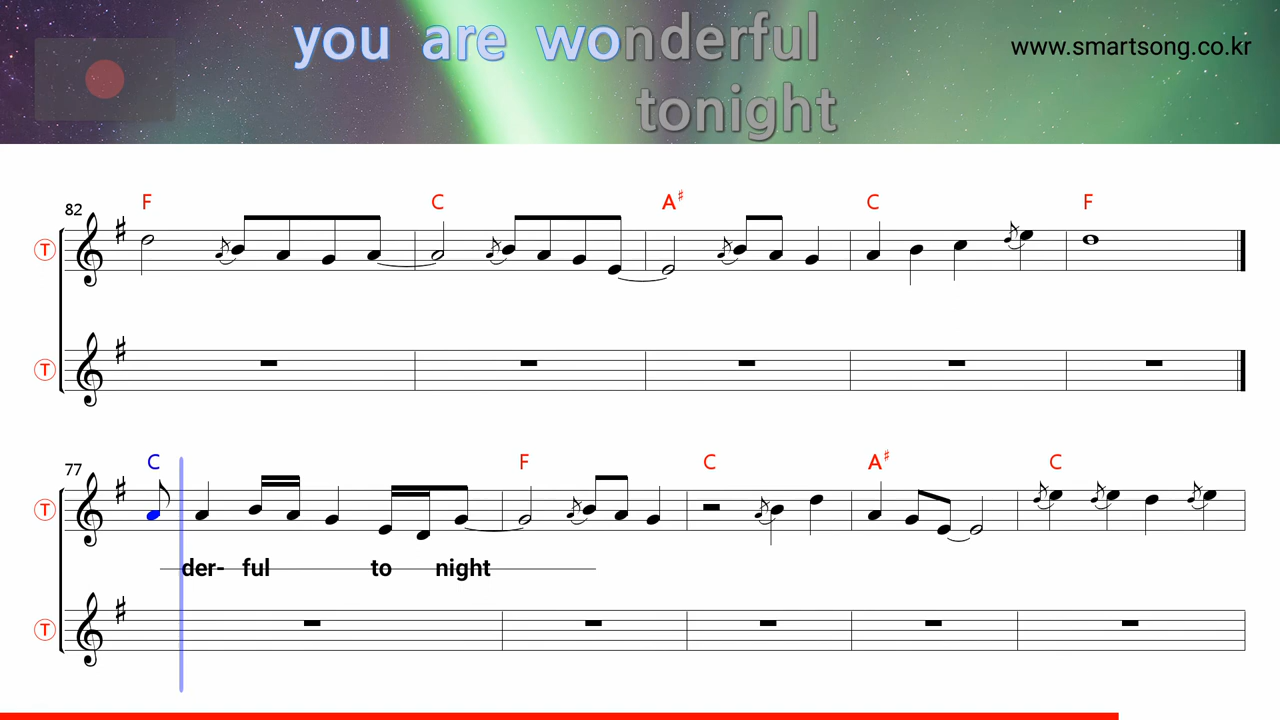 you are wonderful
www.smartsong.co.kr
tonight
82 F C A♯ C F
T
T
77 C F C A♯ C
T
der- ful to night
T